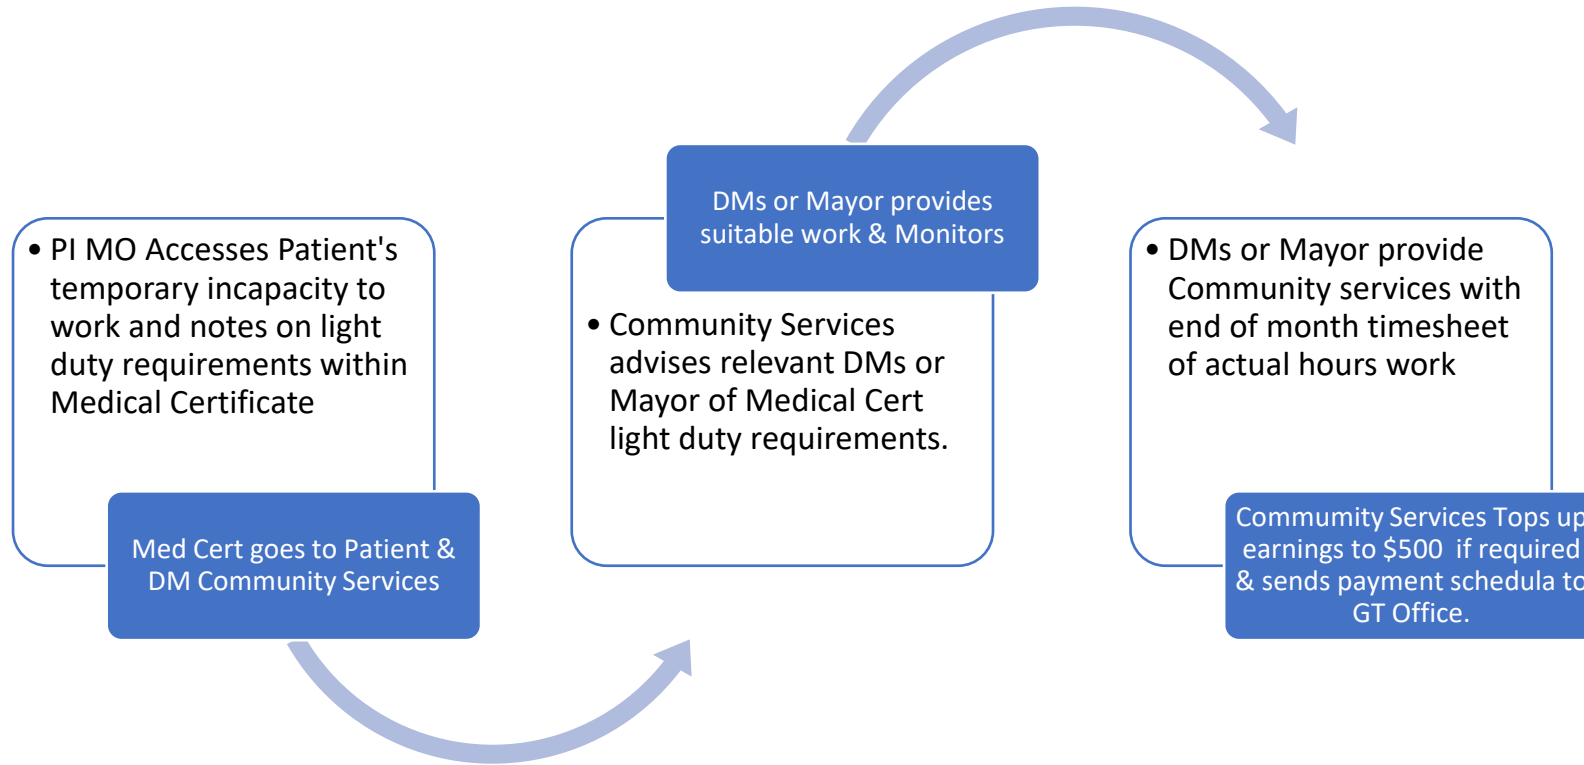 • PI MO Accesses Patient's
temporary incapacity to
work and notes on light
duty requirements within
Medical Certificate
Med Cert goes to Patient &
DM Community Services
DMs or Mayor provides
suitable work & Monitors
• Community Services
advises relevant DMs or
Mayor of Medical Cert
light duty requirements.
• DMs or Mayor provide
Community services with
end of month timesheet
of actual hours work
Commumity Services Tops up
earnings to $500 if required
& sends payment schedula to
GT Office.